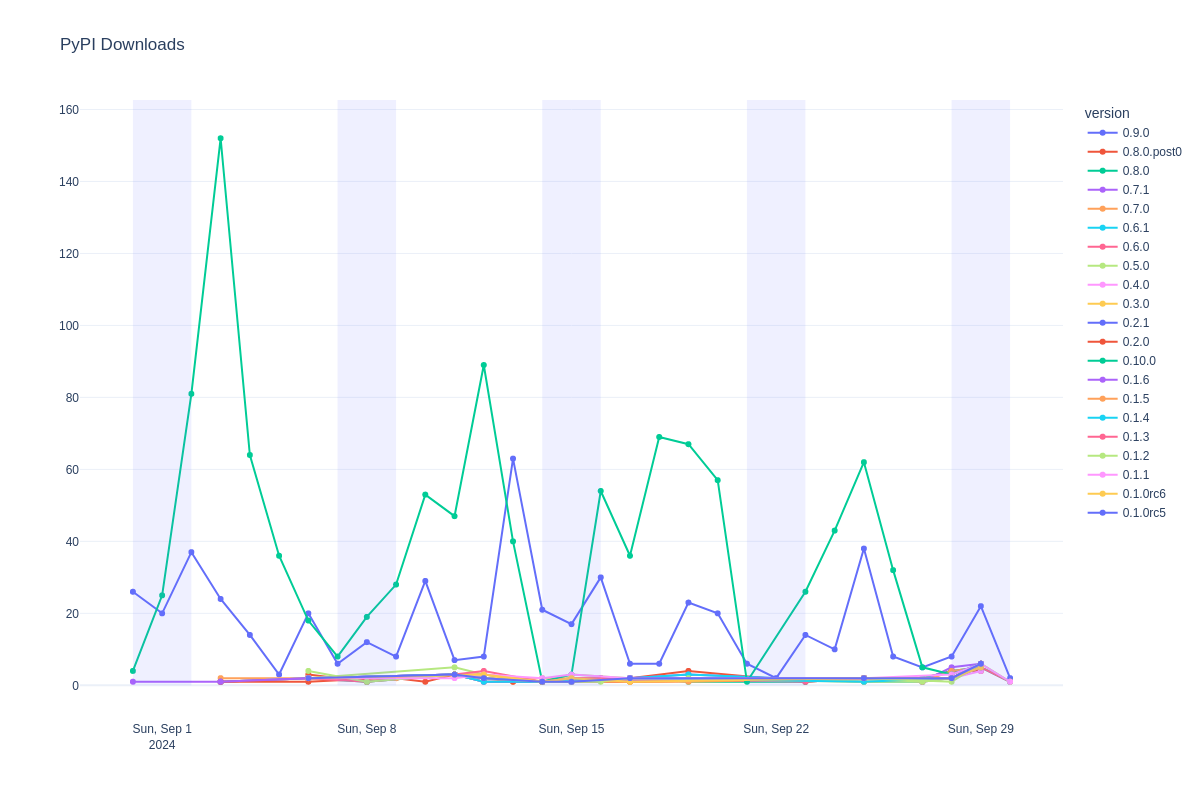 PyPI Downloads
160
140
120
100
80
60
40
20
0
Sun, Sep 1
2024
Sun, Sep 8
Sun, Sep 15
Sun, Sep 22
Sun, Sep 29
version
0.9.0
0.8.0.post0
0.8.0
0.7.1
0.7.0
0.6.1
0.6.0
0.5.0
0.4.0
0.3.0
0.2.1
0.2.0
0.10.0
0.1.6
0.1.5
0.1.4
0.1.3
0.1.2
0.1.1
0.1.0rc6
0.1.0rc5